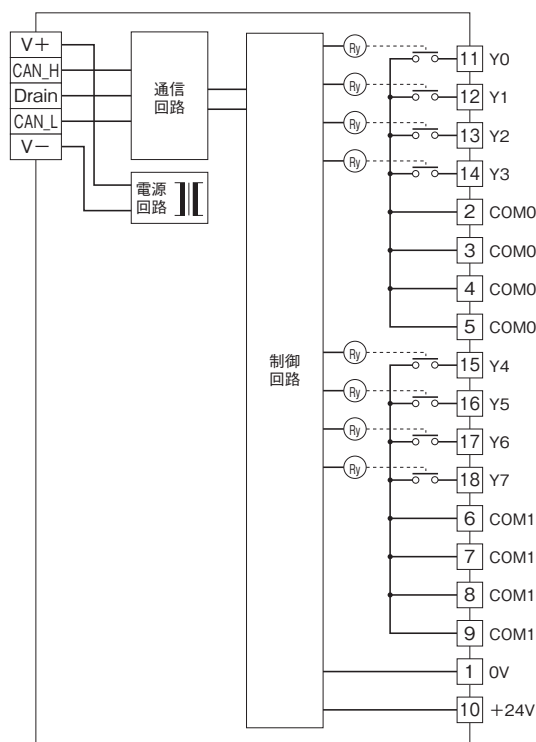 V+
CAN_H
Drain
CAN_L
V−
通信
回路
電源
回路
制御
回路
Ry
11 Y0
Ry
12 Y1
Ry
13 Y2
Ry
14 Y3
2 COM0
3 COM0
4 COM0
5 COM0
Ry
15 Y4
Ry
16 Y5
Ry
17 Y6
Ry
18 Y7
6 COM1
7 COM1
8 COM1
9 COM1
1 0V
10 +24V